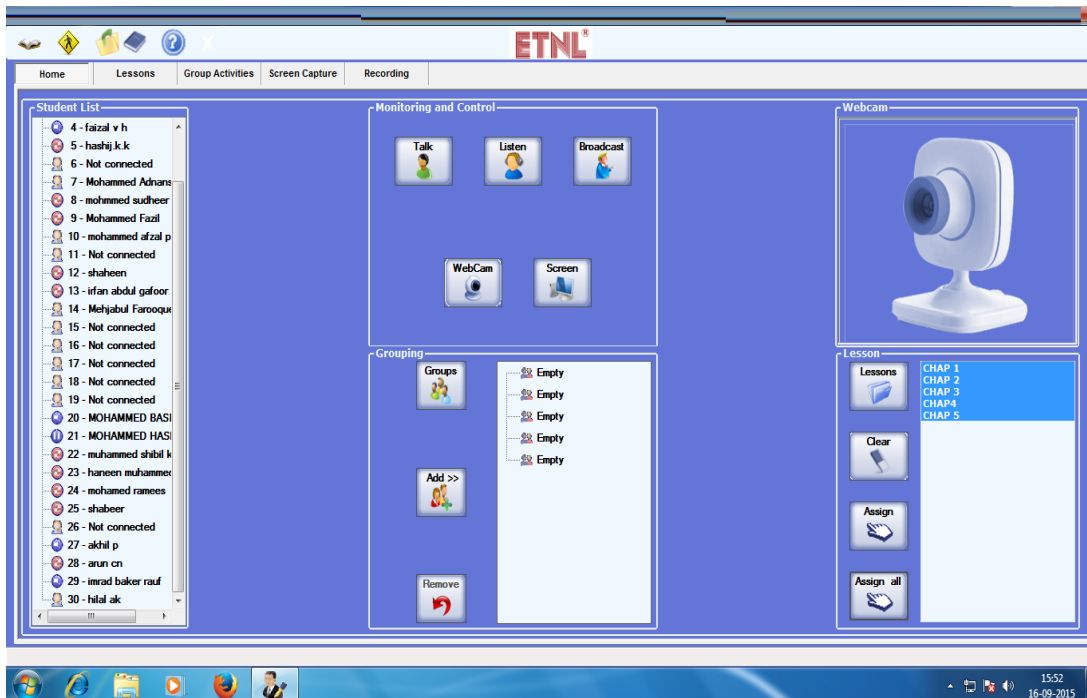 ETNL®
Home Lessons Group Activities Screen Capture Recording
Student List
4 - faizal v h
5 - hashij.k.k
6 - Not connected
7 - Mohammed Adnans
8 - mohmmed sudheer
9 - Mohammed Fazil
10 - mohammed afzal p
11 - Not connected
12 - shaheen
13 - irfan abdul gafoor
14 - Mehjabul Farooque
15 - Not connected
16 - Not connected
17 - Not connected
18 - Not connected
19 - Not connected
20 - MOHAMMED BASI
21 - MOHAMMED HASI
22 - muhammed shibil k
23 - haneen muhammed
24 - mohamed ramees
25 - shabeer
26 - Not connected
27 - akhil p
28 - arun cn
29 - imrad baker rauf
30 - hilal ak
Monitoring and Control
Talk Listen Broadcast
WebCam Screen
Grouping
Groups
Add >>
Remove
Empty
Empty
Empty
Empty
Empty
Webcam
Lesson
Lessons
Clear
Assign
Assign all
CHAP 1
CHAP 2
CHAP 3
CHAP4
CHAP 5
15:52
16-09-2015